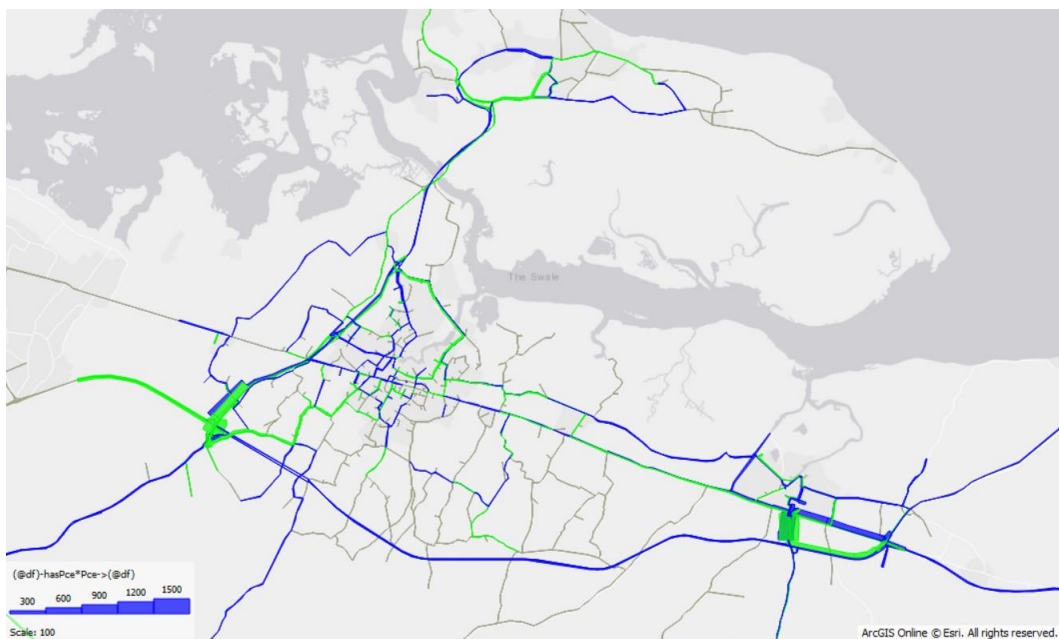 The Swale
(@df)-hasPce*Pce->(@df)
300 600 900 1200 1500
Scale: 100
ArcGIS Online © Esri. All rights reserved.